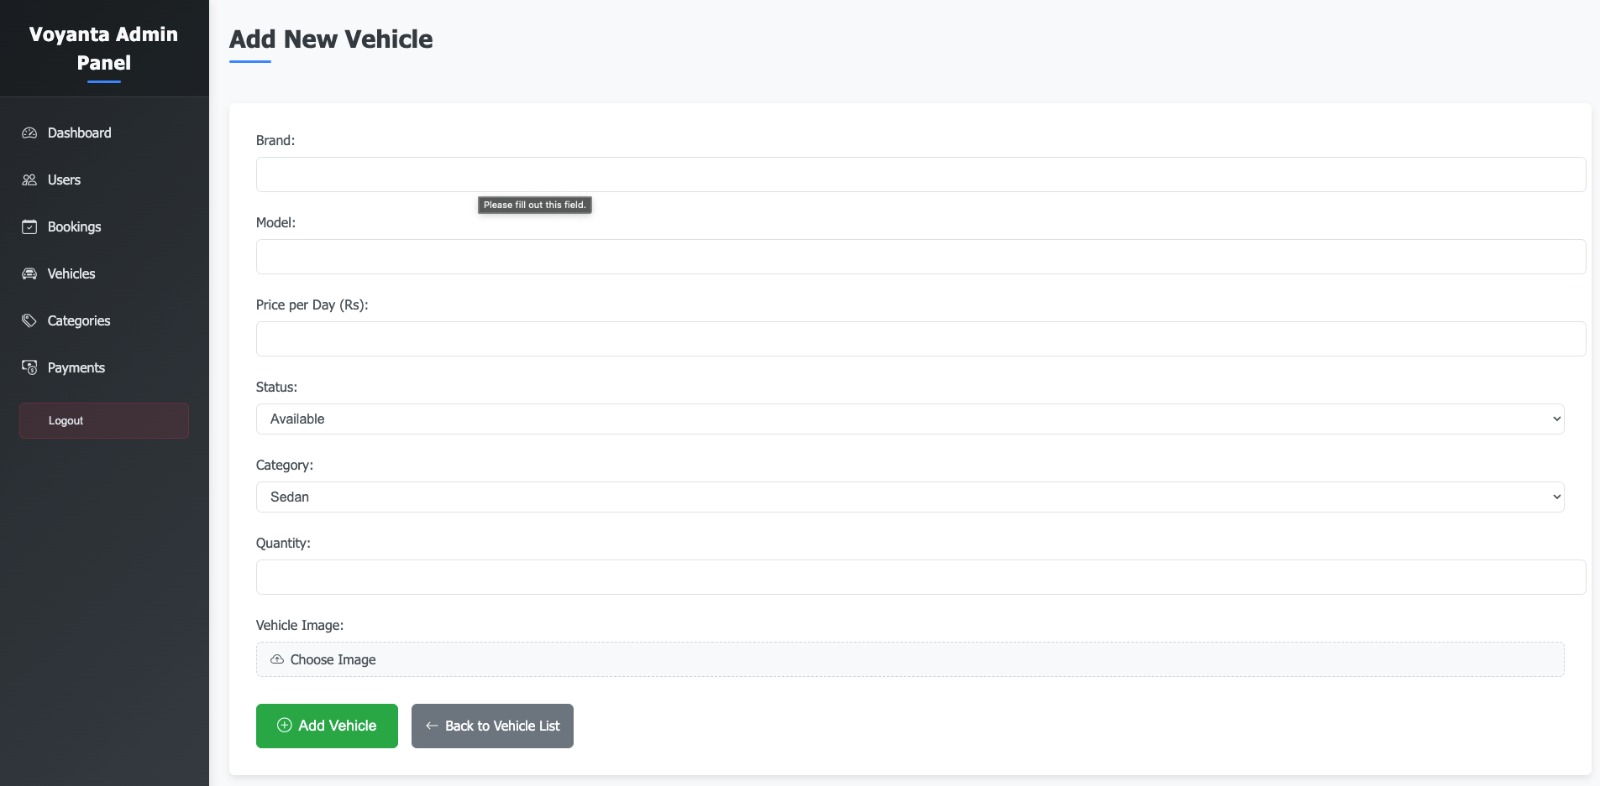 Voyanta Admin
Panel
Dashboard
Users
Bookings
Vehicles
Categories
Payments
Logout
Add New Vehicle
Brand:
Please fill out this field.
Model:
Price per Day (Rs):
Status:
Available
Category:
Sedan
Quantity:
Vehicle Image:
Choose Image
Add Vehicle
Back to Vehicle List